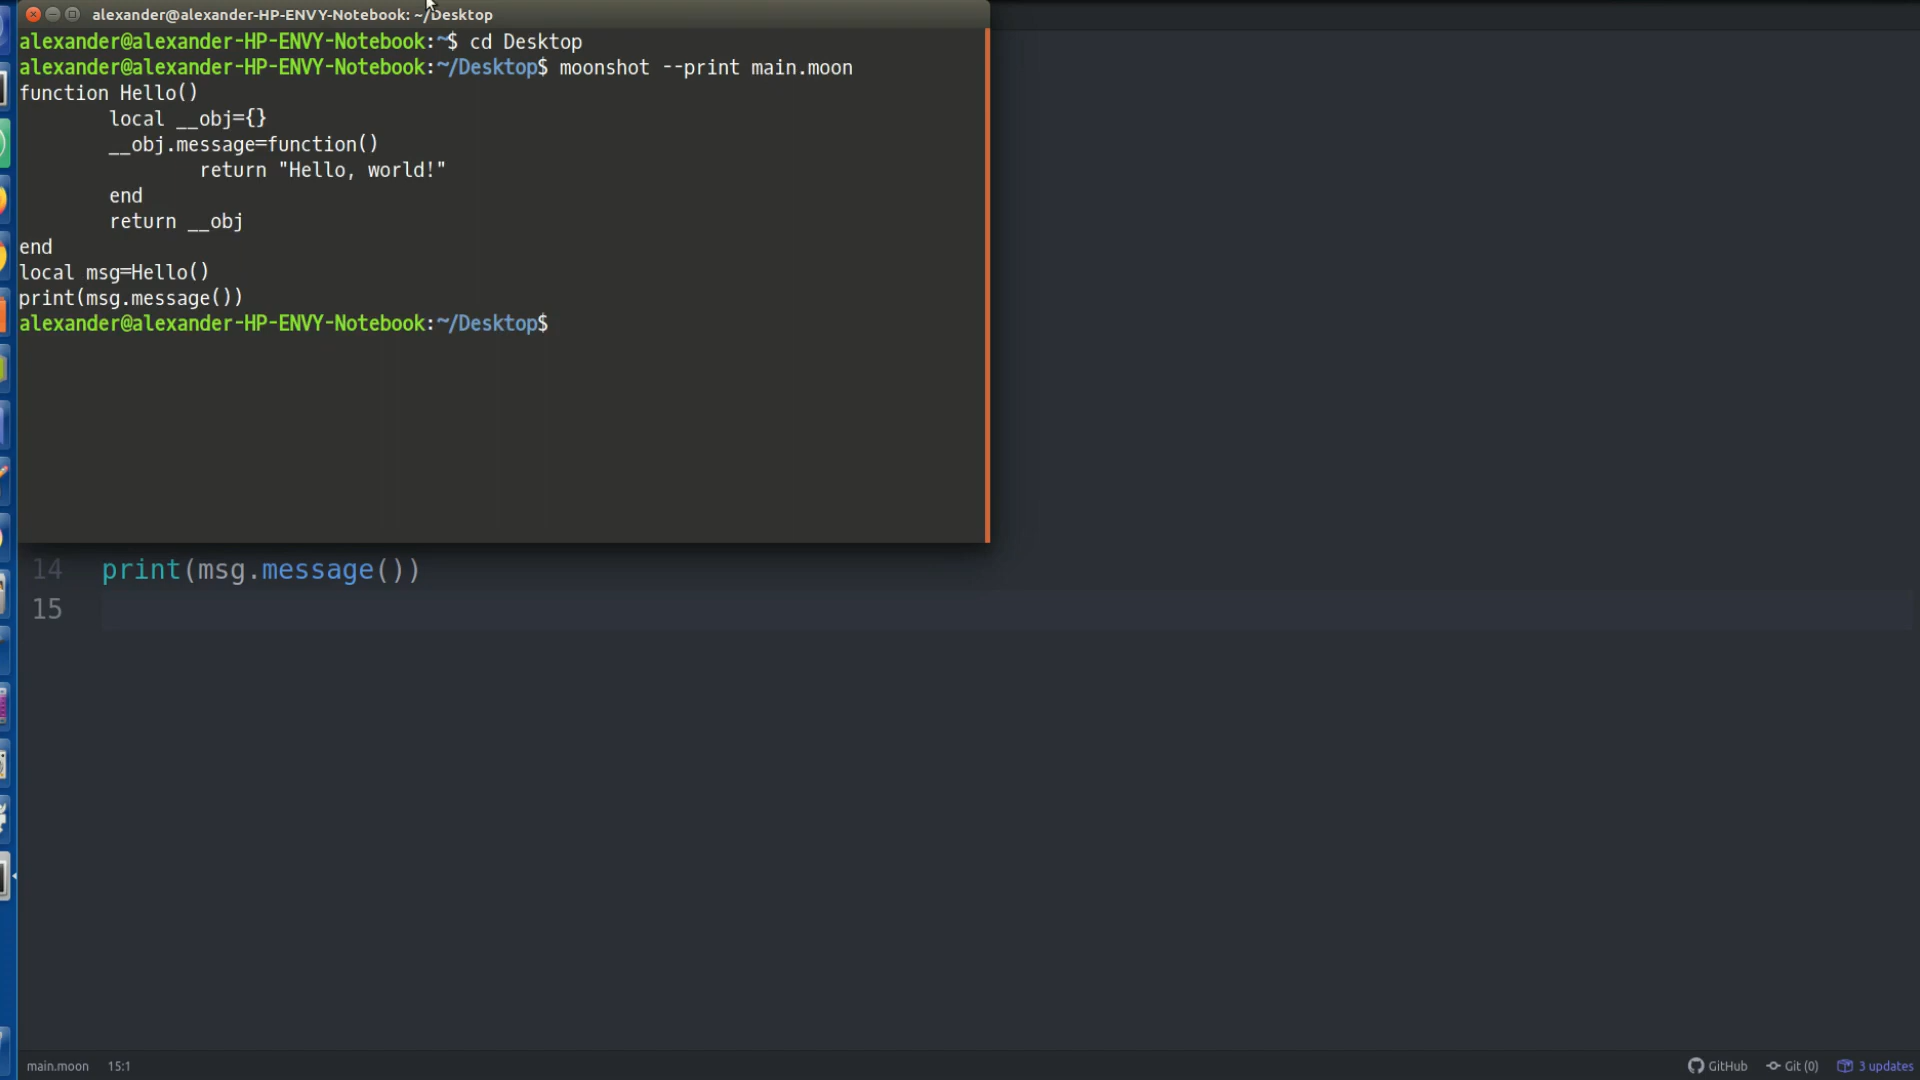 alexander@alexander-HP-ENVY-Notebook: ~/Desktop
alexander@alexander-HP-ENVY-Notebook:~$ cd Desktop
alexander@alexander-HP-ENVY-Notebook:~/Desktop$ moonshot --print main.moon
function Hello()
        local __obj={}
        __obj.message=function()
                return "Hello, world!"
        end
        return __obj
end
local msg=Hello()
print(msg.message())
alexander@alexander-HP-ENVY-Notebook:~/Desktop$
14 print(msg.message())
15
main.moon 15:1 GitHub Git (0) 3 updates